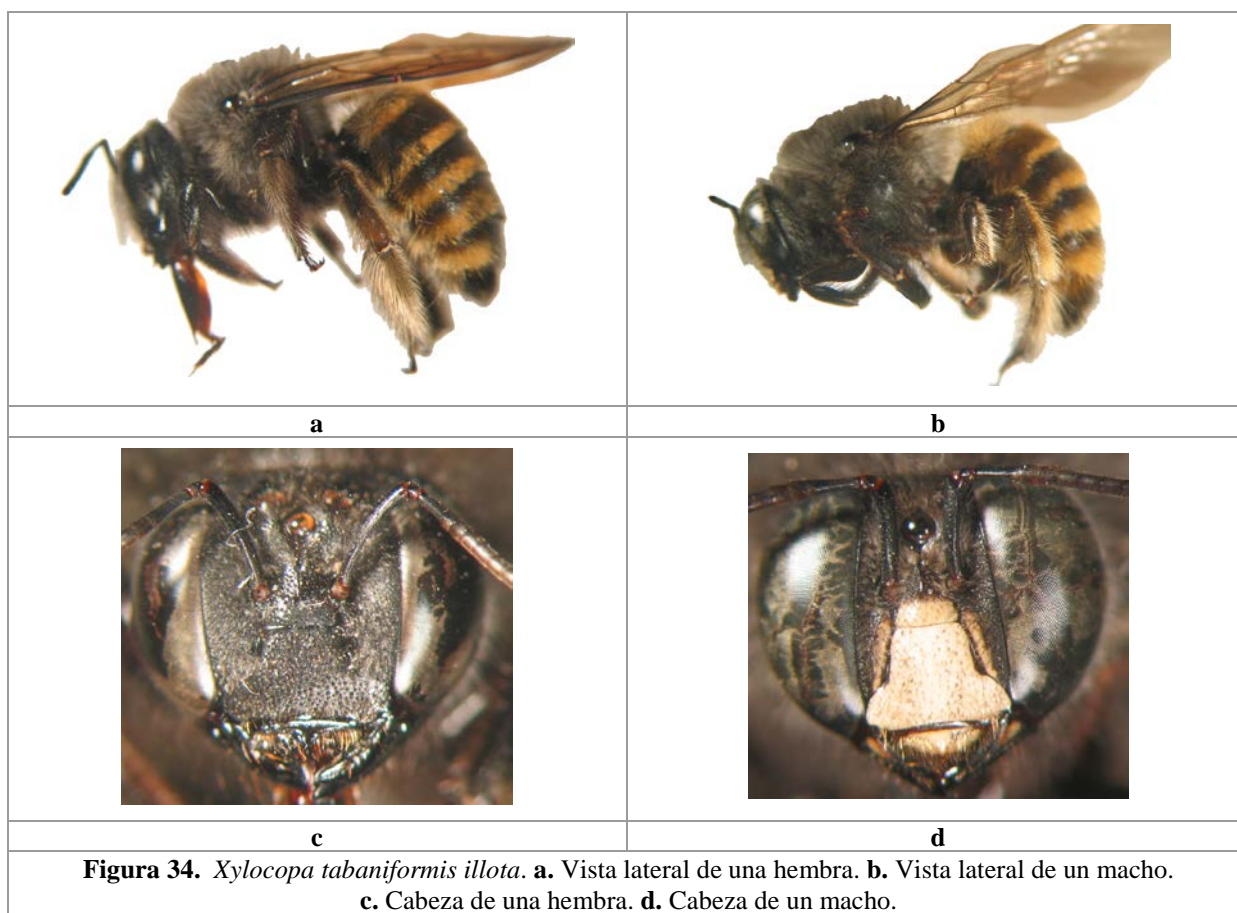 a
b
c
d
Figura 34. Xylocopa tabaniformis illota. a. Vista lateral de una hembra. b. Vista lateral de un macho.
c. Cabeza de una hembra. d. Cabeza de un macho.